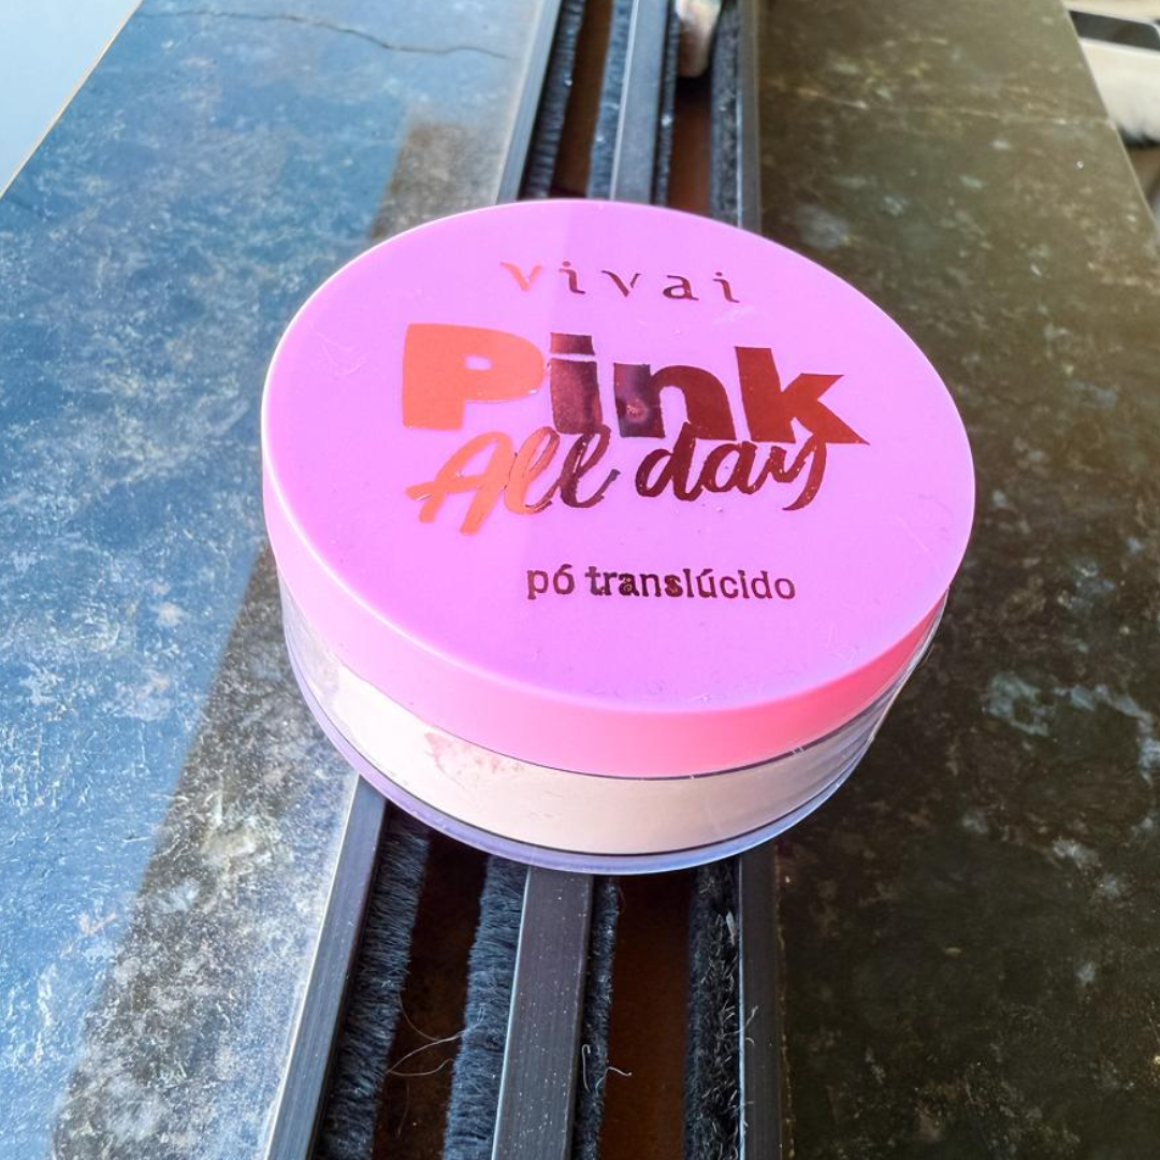 vivai
Pink
All day
pó translúcido